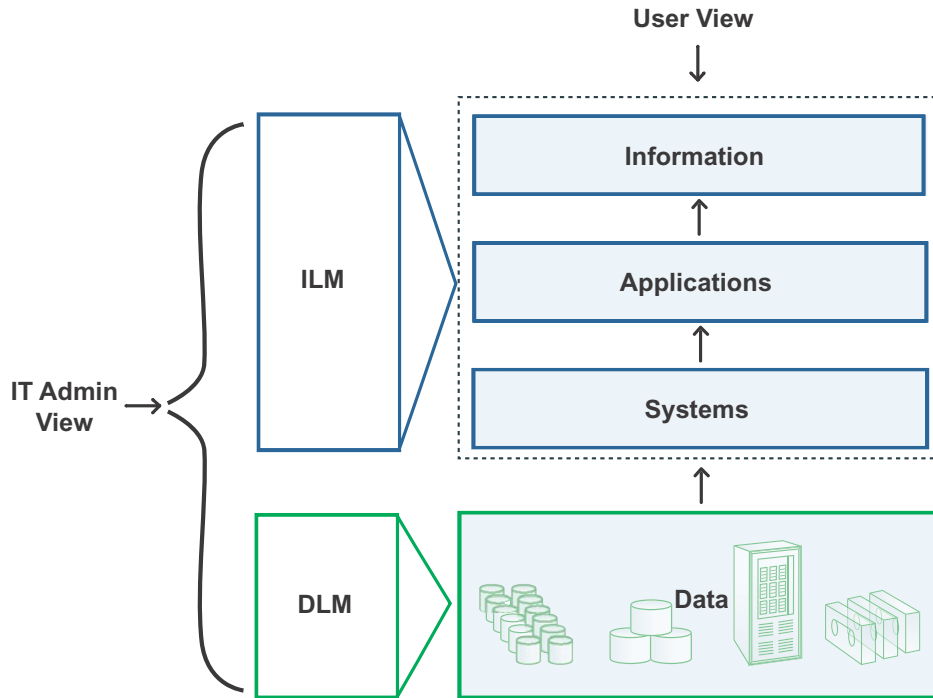 User View
Information
ILM
Applications
IT Admin
View
Systems
DLM
Data